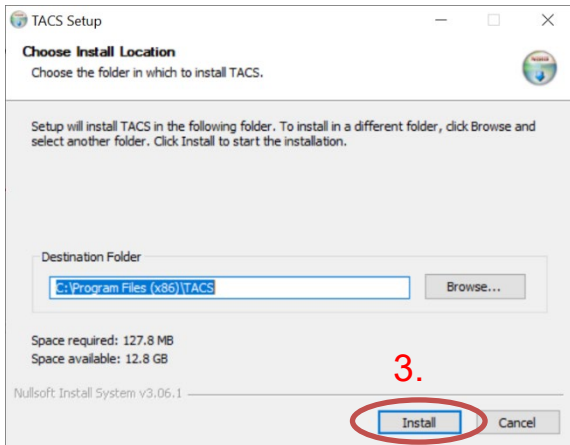 TACS Setup
Choose Install Location
Choose the folder in which to install TACS.
Setup will install TACS in the following folder. To install in a different folder, click Browse and
select another folder. Click Install to start the installation.
Destination Folder
C:\Program Files (x86)\TACS
Browse...
Space required: 127.8 MB
Space available: 12.8 GB
3.
Nullsoft Install System v3.06.1
Install
Cancel